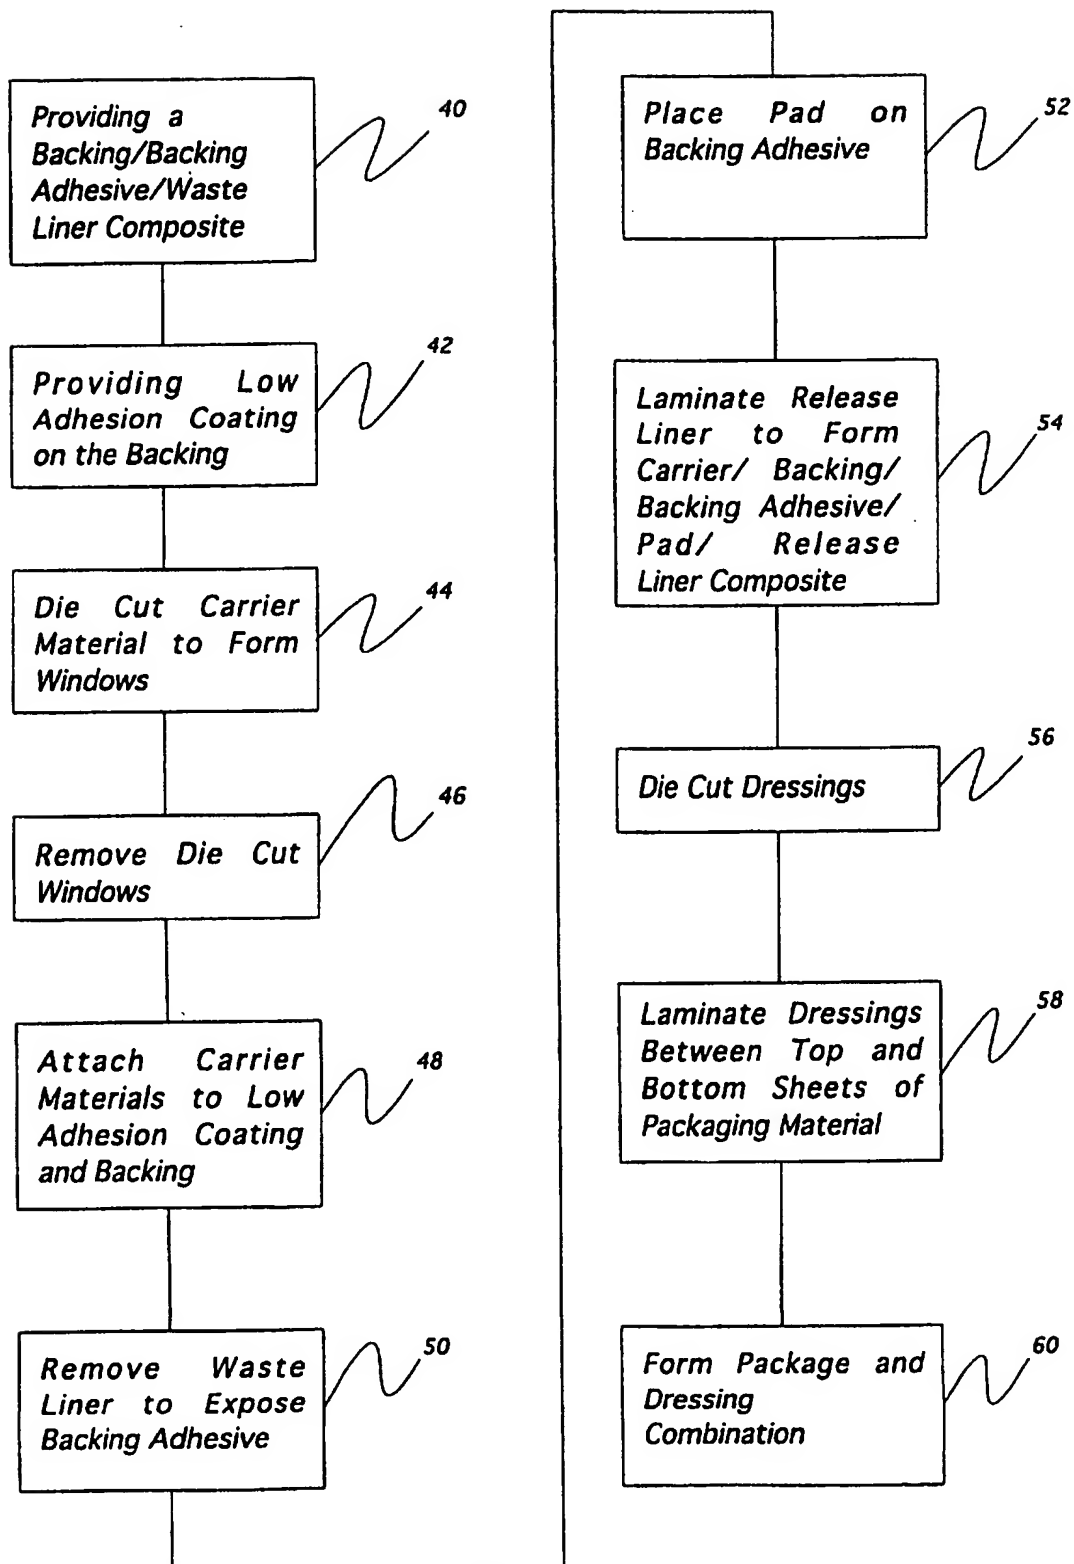 Providing a
Backing/Backing
Adhesive/Waste
Liner Composite
40
Providing Low
Adhesion Coating
on the Backing
42
Die Cut Carrier
Material to Form
Windows
44
Remove Die Cut
Windows
46
Attach Carrier
Materials to Low
Adhesion Coating
and Backing
48
Remove Waste
Liner to Expose
Backing Adhesive
50
Place Pad on
Backing Adhesive
52
Laminate Release
Liner to Form
Carrier/ Backing/
Backing Adhesive/
Pad/ Release
Liner Composite
54
Die Cut Dressings
56
Laminate Dressings
Between Top and
Bottom Sheets of
Packaging Material
58
Form Package and
Dressing
Combination
60